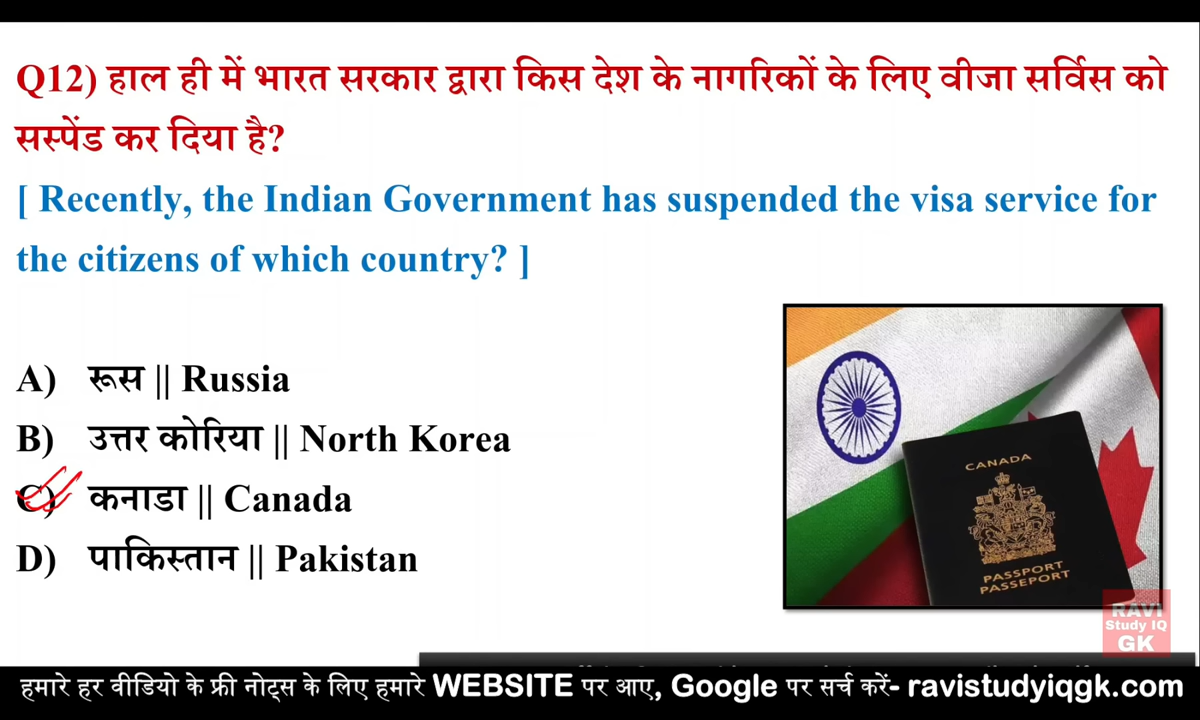 Q12) हाल ही में भारत सरकार द्वारा किस देश के नागरिकों के लिए वीजा सर्विस को
सस्पेंड कर दिया है?
[ Recently, the Indian Government has suspended the visa service for
the citizens of which country? ]
A) रूस || Russia
B) उत्तर कोरिया || North Korea
C) कनाडा || Canada
D) पाकिस्तान || Pakistan
CANADA
PASSPORT
PASSEPORT
RAVI
Study IQ
GK
हमारे हर वीडियो के फ्री नोट्स के लिए हमारे WEBSITE पर आए, Google पर सर्च करें- ravistudyiqgk.com